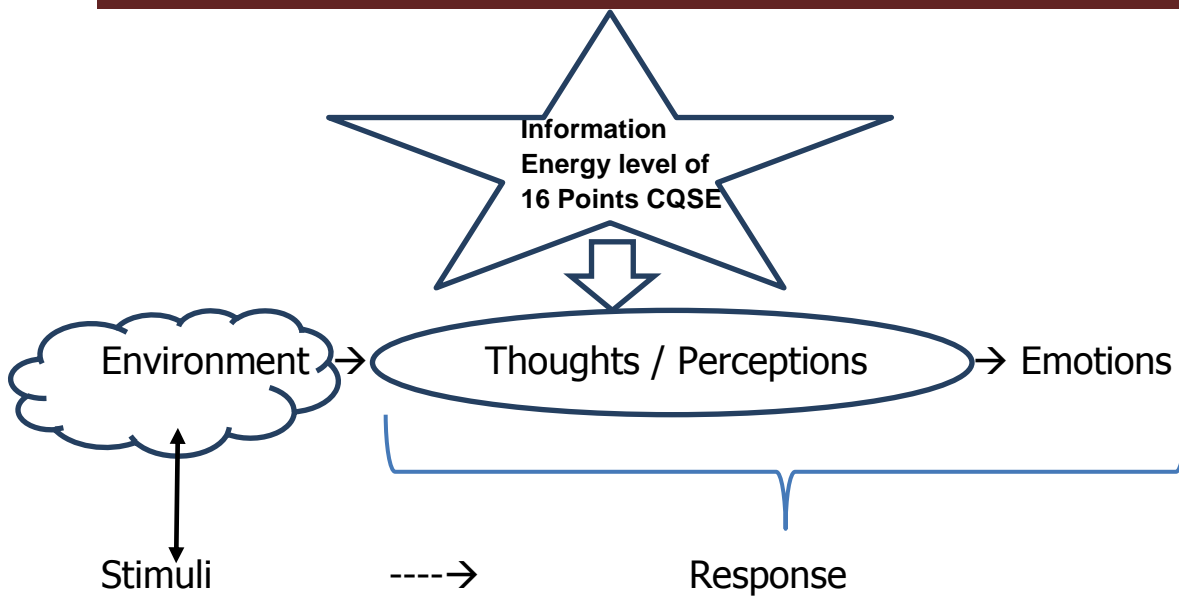 Information
Energy level of
16 Points CQSE
Environment → Thoughts / Perceptions → Emotions
Stimuli ----→ Response